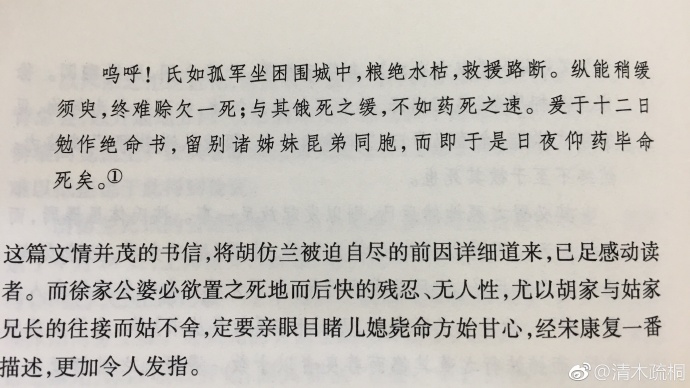 呜呼！氏如孤军坐困围城中，粮绝水枯，救援路断。纵能稍缓
须臾，终难赊欠一死；与其饿死之缓，不如药死之速。爰于十二日
勉作绝命书，留别诸姊妹昆弟同胞，而即于是日夜仰药毕命
死矣。①
这篇文情并茂的书信，将胡仿兰被迫自尽的前因详细道来，已足感动读
者。而徐家公婆必欲置之死地而后快的残忍、无人性，尤以胡家与姑家
兄长的往接而姑不舍，定要亲眼目睹儿媳毙命方始甘心，经宋康复一番
描述，更加令人发指。
@清木疏桐